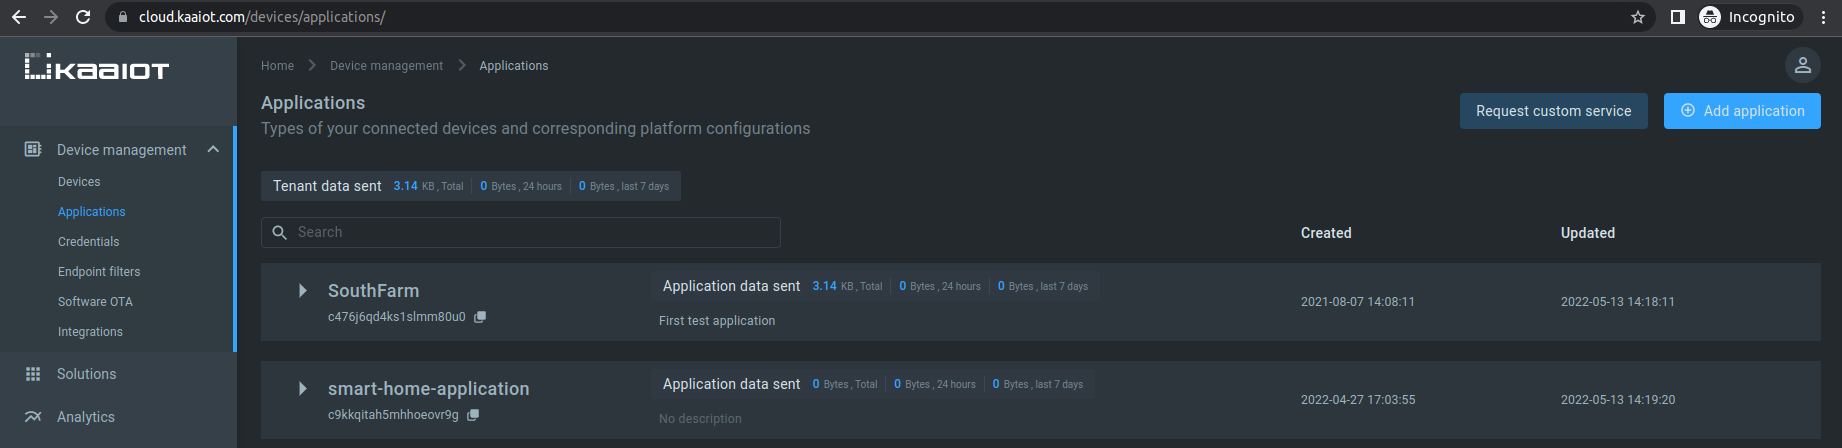 cloud.kaaiot.com/devices/applications/
Incognito
KAAIOT
Home > Device management > Applications
Applications
Types of your connected devices and corresponding platform configurations
Request custom service
Add application
Device management
Devices
Applications
Credentials
Endpoint filters
Software OTA
Integrations
Solutions
Analytics
Tenant data sent 3.14 KB , Total 0 Bytes , 24 hours 0 Bytes , last 7 days
Search
Created
Updated
SouthFarm
c476j6qd4ks1slmm80u0
Application data sent 3.14 KB , Total 0 Bytes , 24 hours 0 Bytes , last 7 days
First test application
2021-08-07 14:08:11
2022-05-13 14:18:11
smart-home-application
c9kkqitah5mhhoeovr9g
Application data sent 0 Bytes , Total 0 Bytes , 24 hours 0 Bytes , last 7 days
No description
2022-04-27 17:03:55
2022-05-13 14:19:20